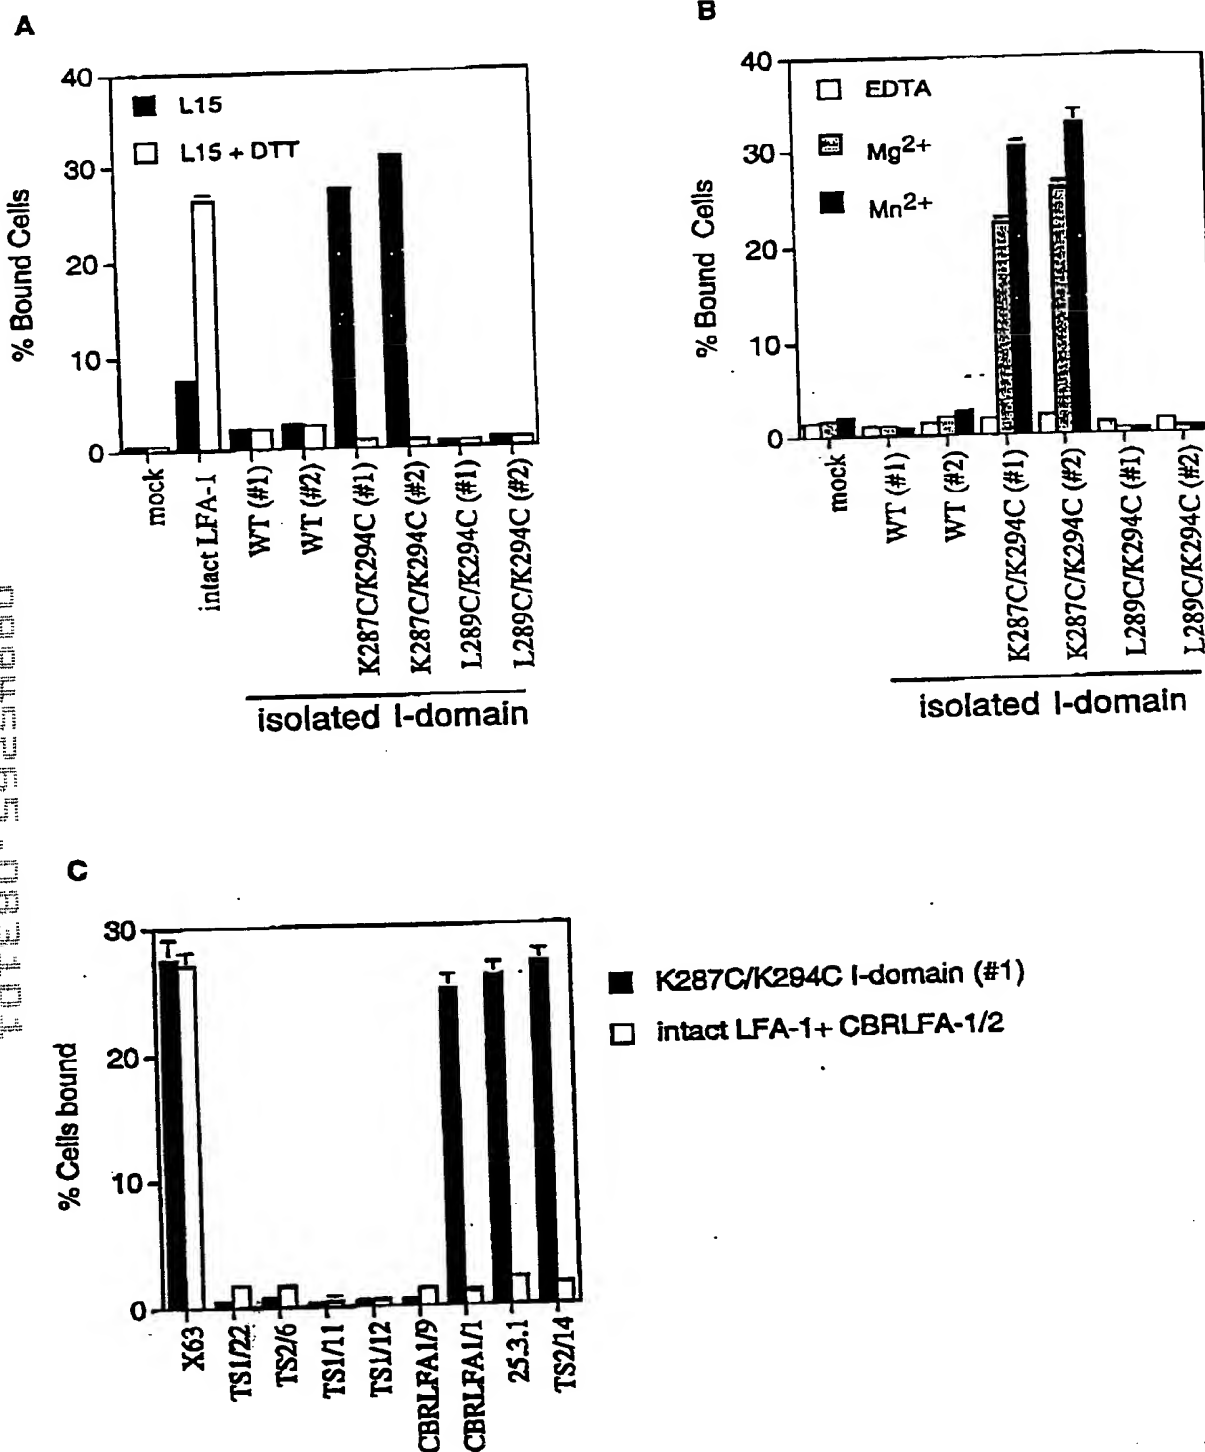 A
40
30
20
10
0
% Bound Cells
L15
L15 + DTT
mock
intact LFA-1
WT (#1)
WT (#2)
K287C/K294C (#1)
K287C/K294C (#2)
L289C/K294C (#1)
L289C/K294C (#2)
isolated I-domain
B
40
30
20
10
0
% Bound Cells
EDTA
Mg2+
Mn2+
mock
WT (#1)
WT (#2)
K287C/K294C (#1)
K287C/K294C (#2)
L289C/K294C (#1)
L289C/K294C (#2)
isolated I-domain
C
30
20
10
0
% Cells bound
K287C/K294C I-domain (#1)
intact LFA-1+ CBRLFA-1/2
X63
TS1/22
TS2/6
TS1/11
TS1/12
CBRLFA1/9
CBRLFA1/1
25.3.1
TS2/14